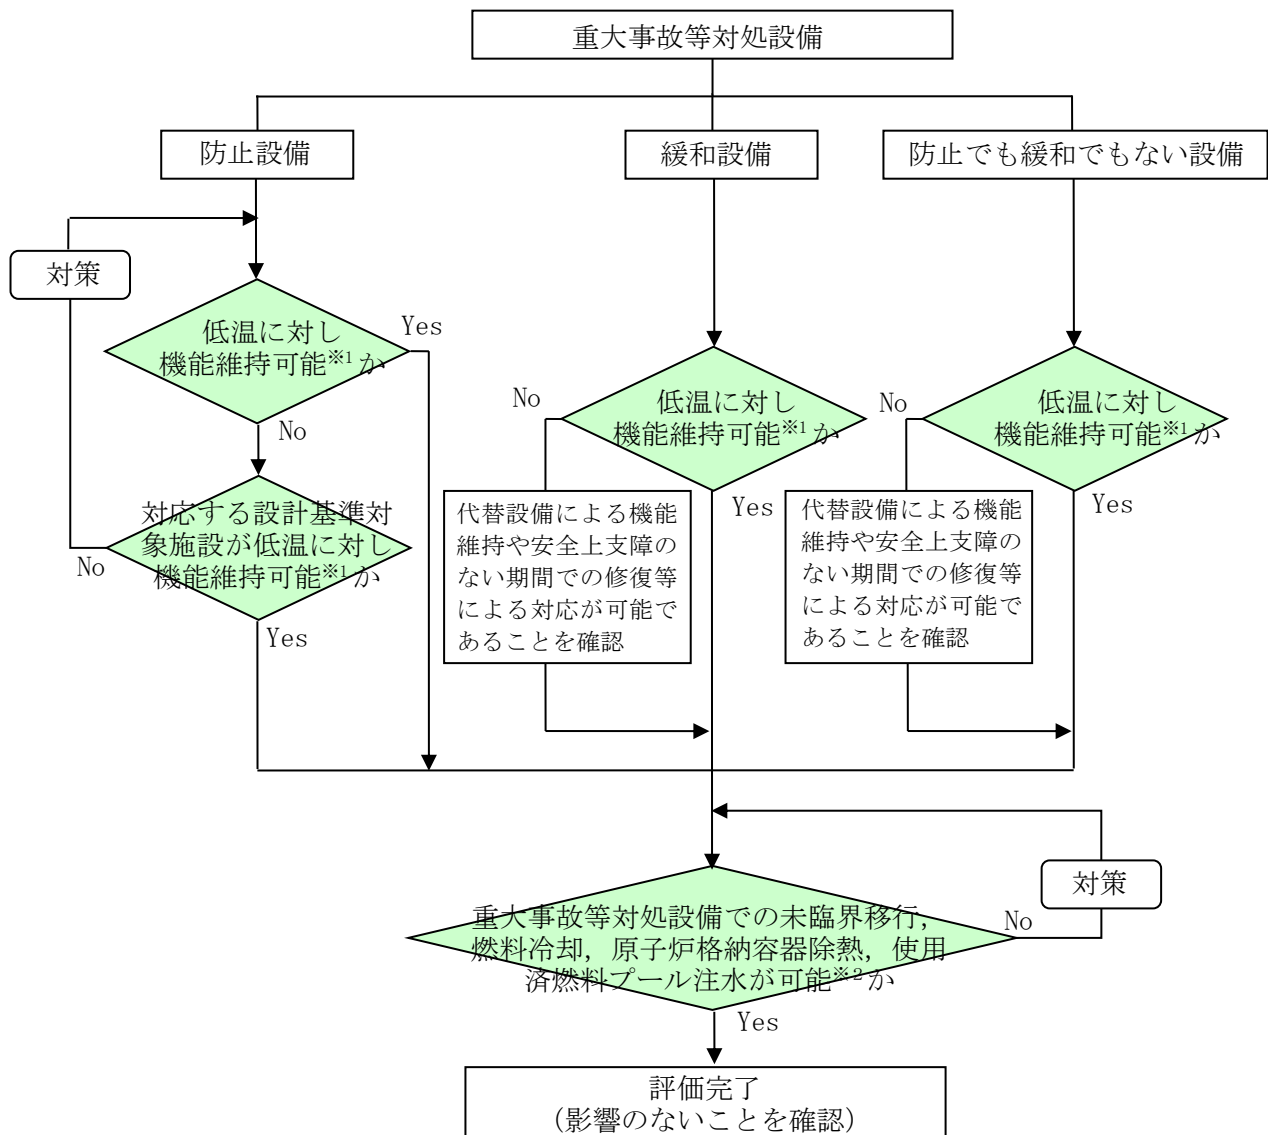 重大事故等対処設備
防止設備
緩和設備
防止でも緩和でもない設備
対策
低温に対し
機能維持可能※1か
Yes
No
対応する設計基準対
象施設が低温に対し
機能維持可能※1か
No
Yes
低温に対し
機能維持可能※1か
No
Yes
代替設備による機能
維持や安全上支障の
ない期間での修復等
による対応が可能で
あることを確認
低温に対し
機能維持可能※1か
No
Yes
代替設備による機能
維持や安全上支障の
ない期間での修復等
による対応が可能で
あることを確認
対策
重大事故等対処設備での未臨界移行,
燃料冷却, 原子炉格納容器除熱, 使用
済燃料プール注水が可能※2か
No
Yes
評価完了
(影響のないことを確認)